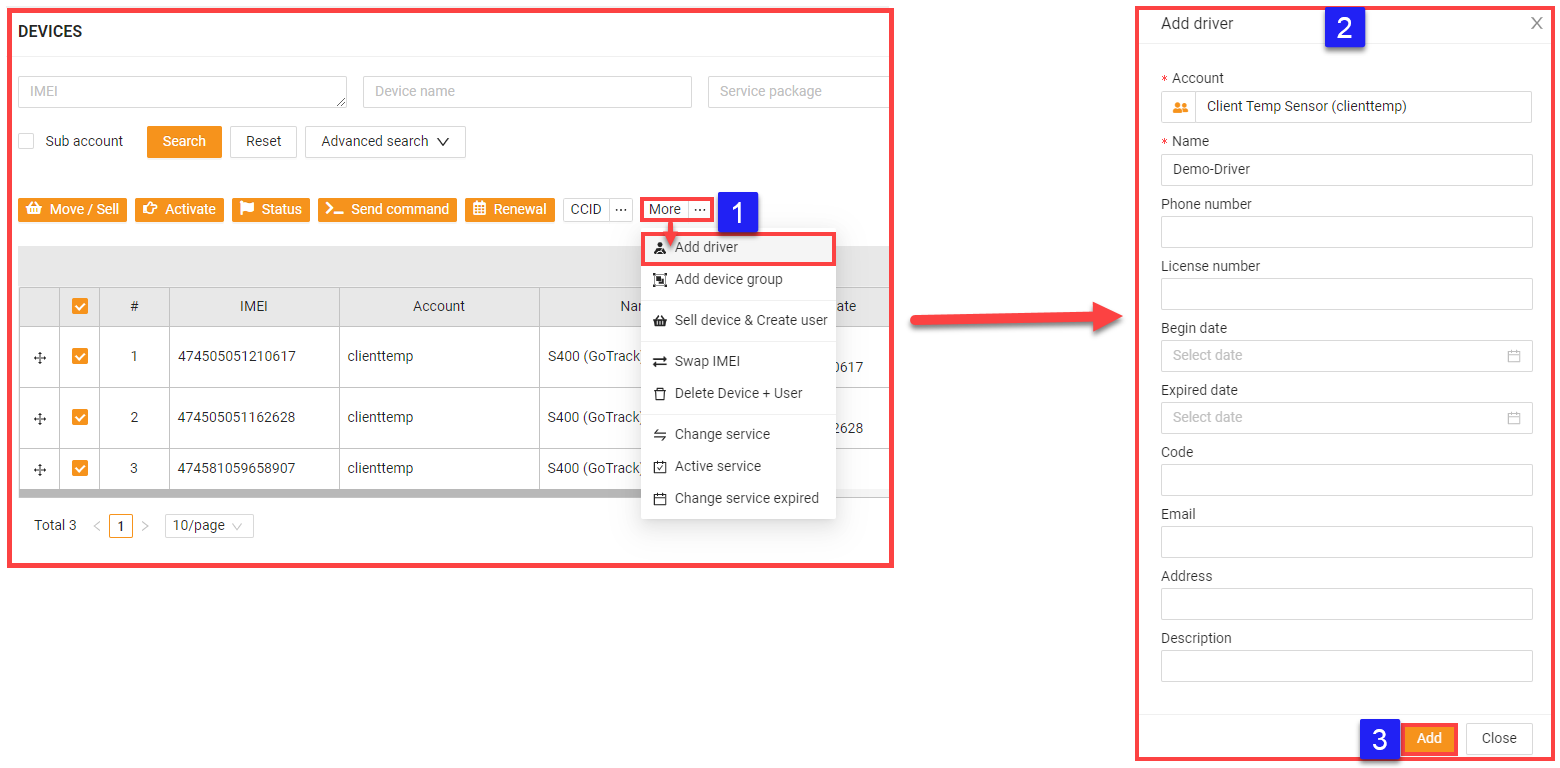 DEVICES
IMEI
Device name
Service package
Sub account
Search
Reset
Advanced search
Move / Sell
Activate
Status
Send command
Renewal
CCID ···
More ···
1
Add driver
Add device group
Sell device & Create user
Swap IMEI
Delete Device + User
Change service
Active service
Change service expired
# IMEI Account
1 474505051210617 clienttemp S400 (GoTrack) 0617
2 474505051162628 clienttemp S400 (GoTrack) 2628
3 474581059658907 clienttemp S400 (GoTrack)
Total 3 < 1 > 10/page
Add driver
2
X
* Account
Client Temp Sensor (clienttemp)
* Name
Demo-Driver
Phone number
License number
Begin date
Select date
Expired date
Select date
Code
Email
Address
Description
3
Add
Close